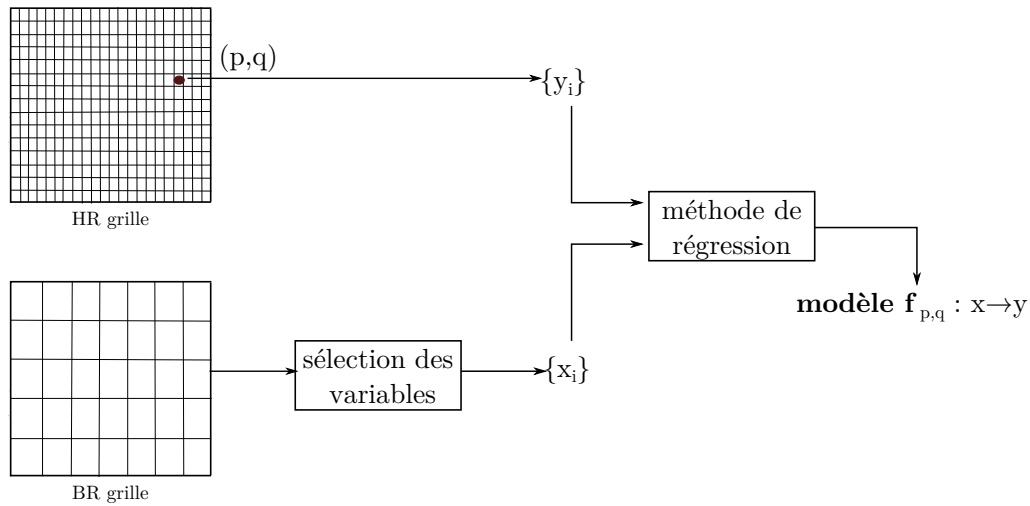 (p,q)
{yᵢ}
HR grille
méthode de
régression
modèle f p,q : x→y
sélection des
variables
{xᵢ}
BR grille